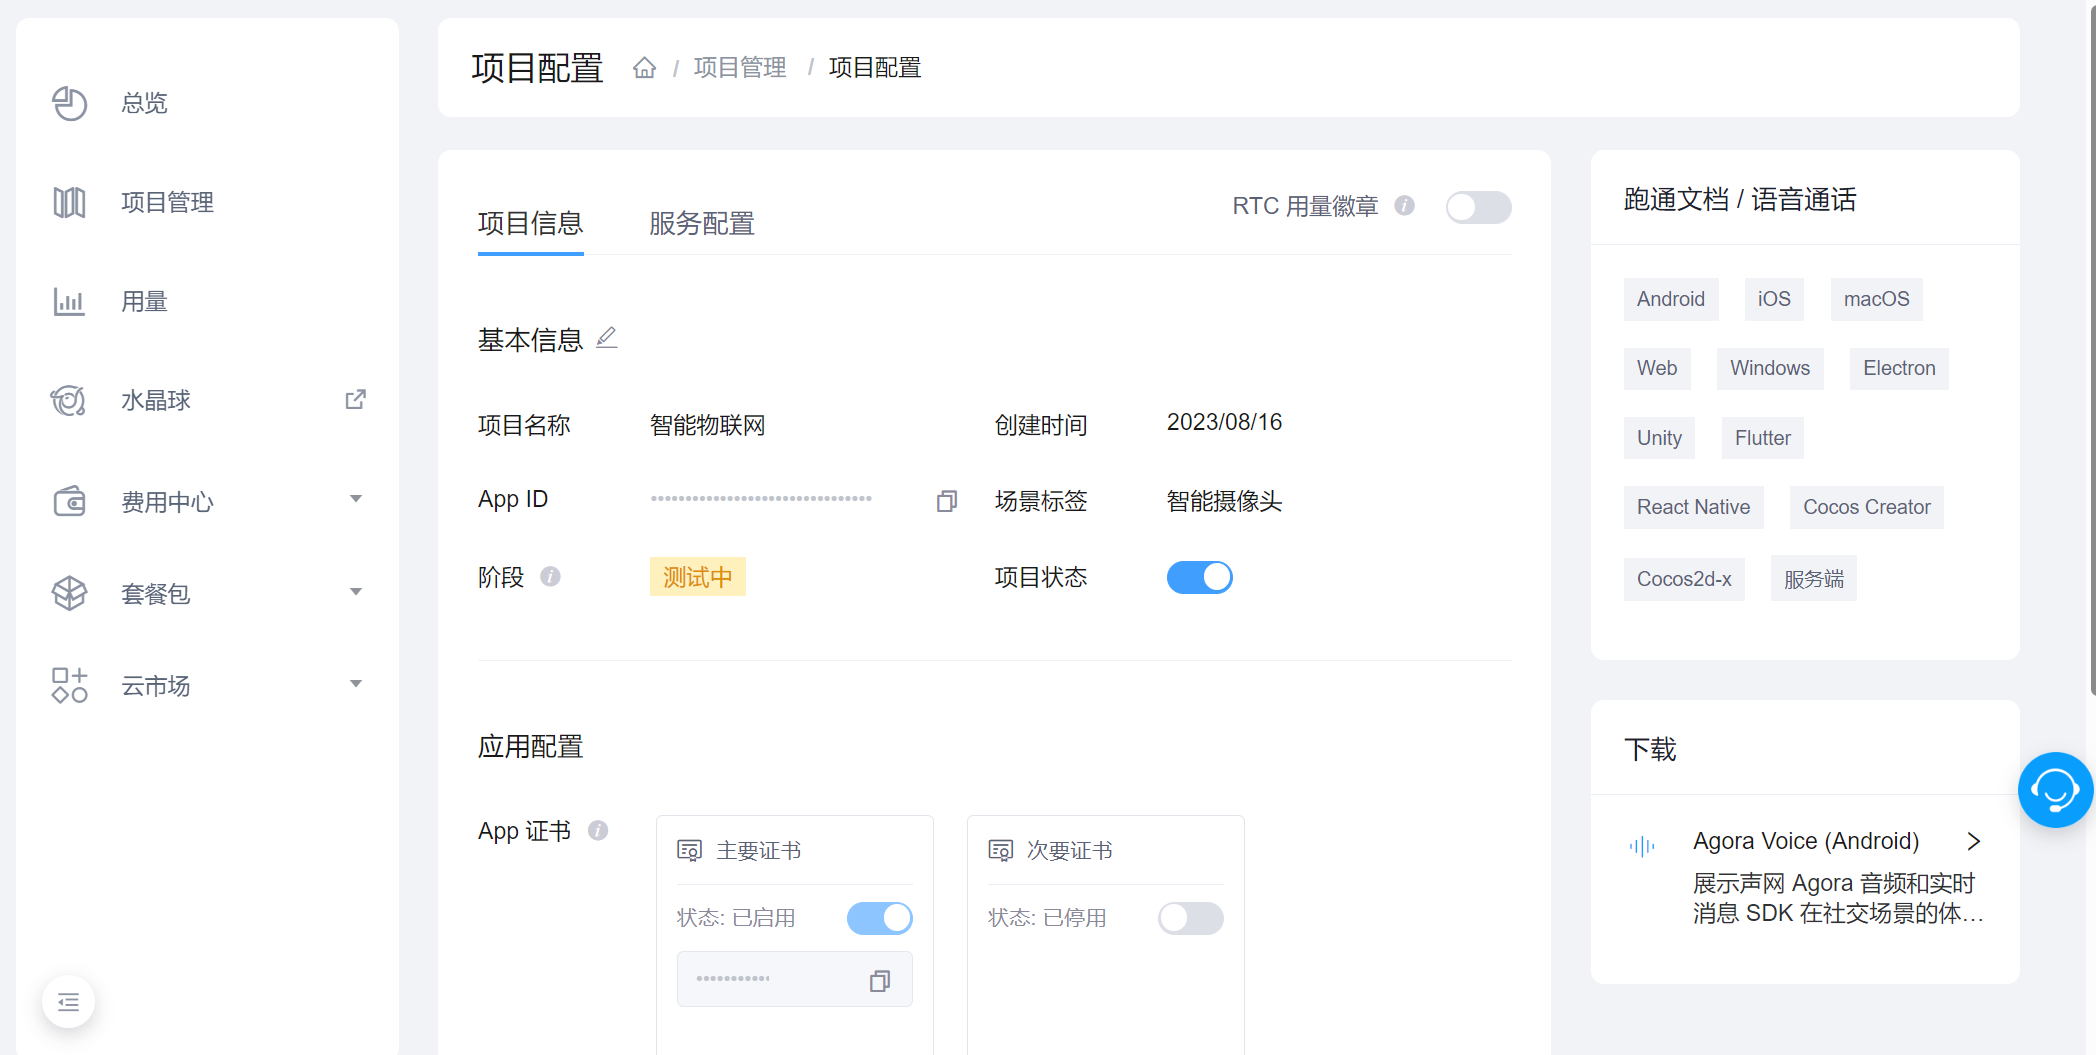 总览
项目管理
用量
水晶球
费用中心
套餐包
云市场
项目配置 / 项目管理 / 项目配置
项目信息 服务配置 RTC 用量徽章
基本信息
项目名称 智能物联网 创建时间 2023/08/16
App ID •••••••••••••••••••••••••••••••• 场景标签 智能摄像头
阶段 测试中 项目状态
应用配置
App 证书
主要证书
状态: 已启用
•••••••••••
次要证书
状态: 已停用
跑通文档 / 语音通话
Android iOS macOS
Web Windows Electron
Unity Flutter
React Native Cocos Creator
Cocos2d-x 服务端
下载
Agora Voice (Android)
展示声网 Agora 音频和实时
消息 SDK 在社交场景的体…